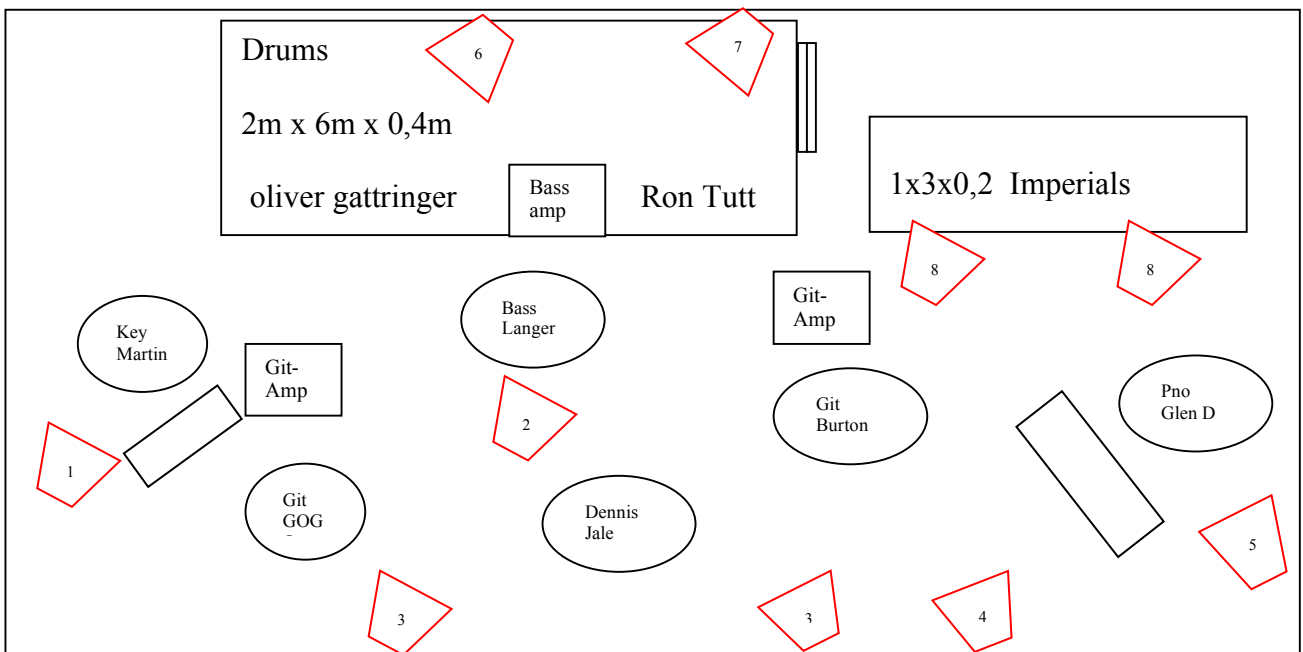 Drums
6
7
2m x 6m x 0,4m
oliver gattringer
Bass
amp
Ron Tutt
1x3x0,2 Imperials
8
8
Key
Martin
Git-
Amp
Bass
Langer
Git-
Amp
2
Git
Burton
Pno
Glen D
1
Git
GOG
Dennis
Jale
3
3
4
5